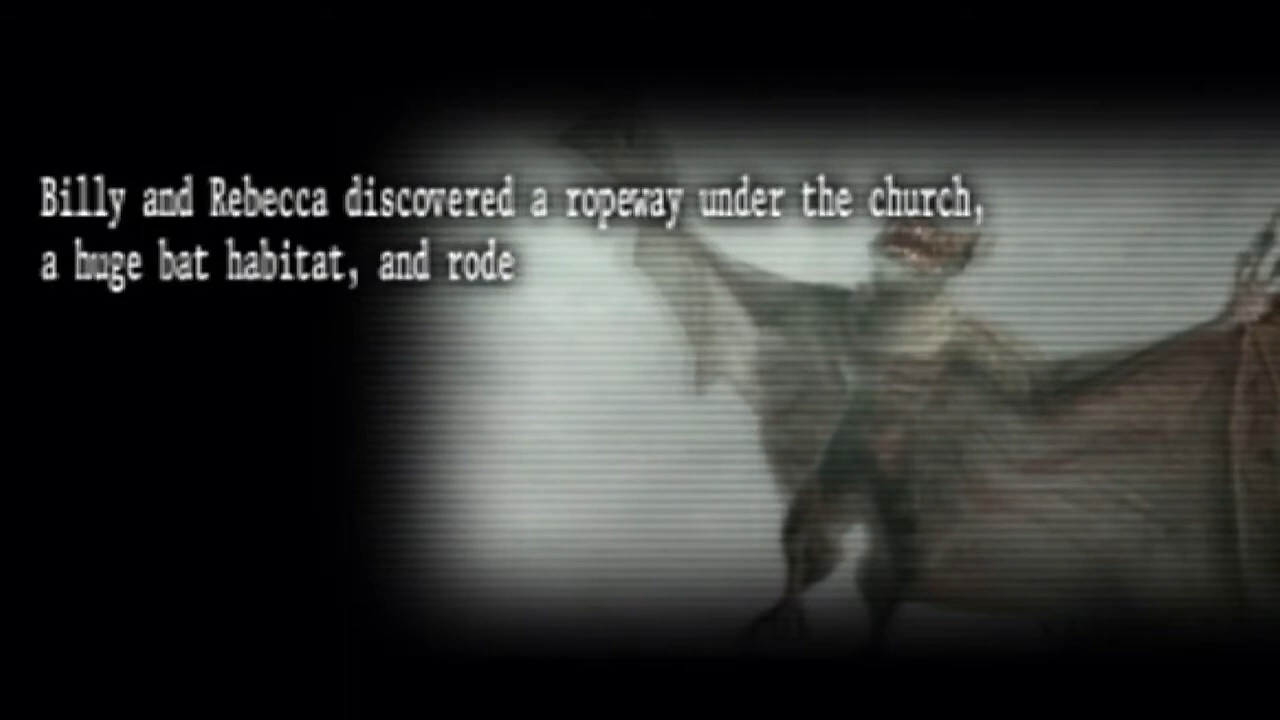 Billy and Rebecca discovered a ropeway under the church,
a huge bat habitat, and rode